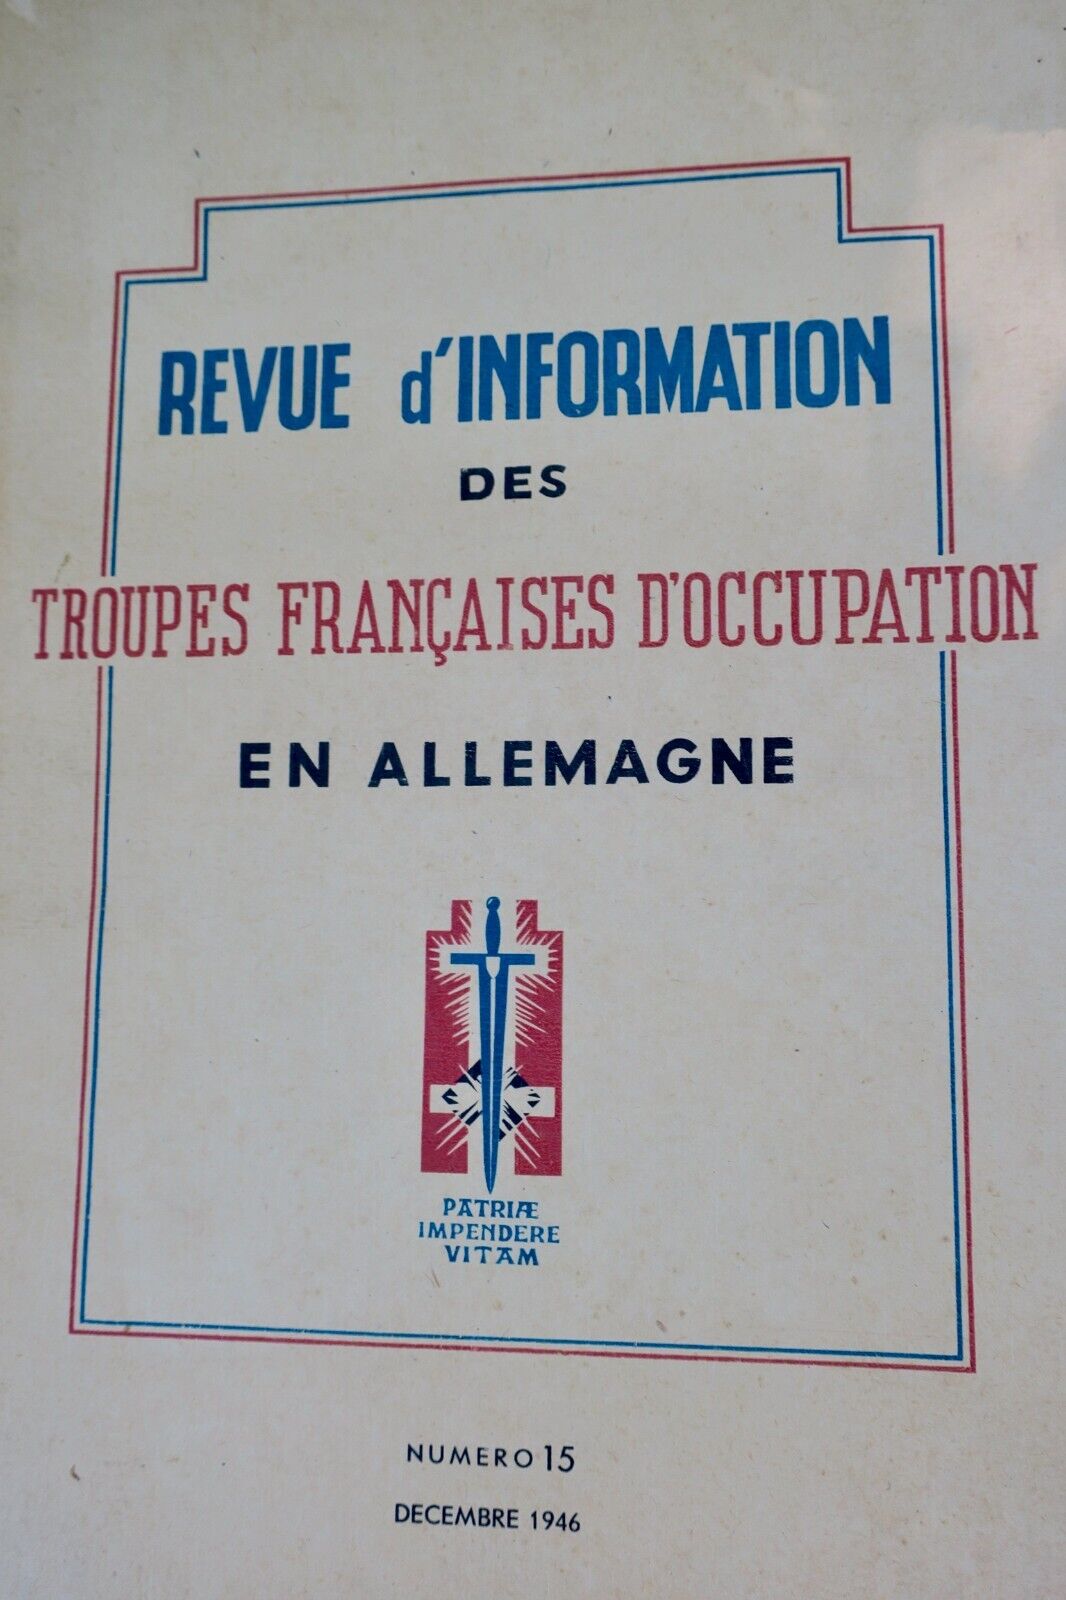 REVUE d'INFORMATION
DES
TROUPES FRANÇAISES D'OCCUPATION
EN ALLEMAGNE
PATRIÆ
IMPENDERE
VITAM
NUMERO 15
DECEMBRE 1946